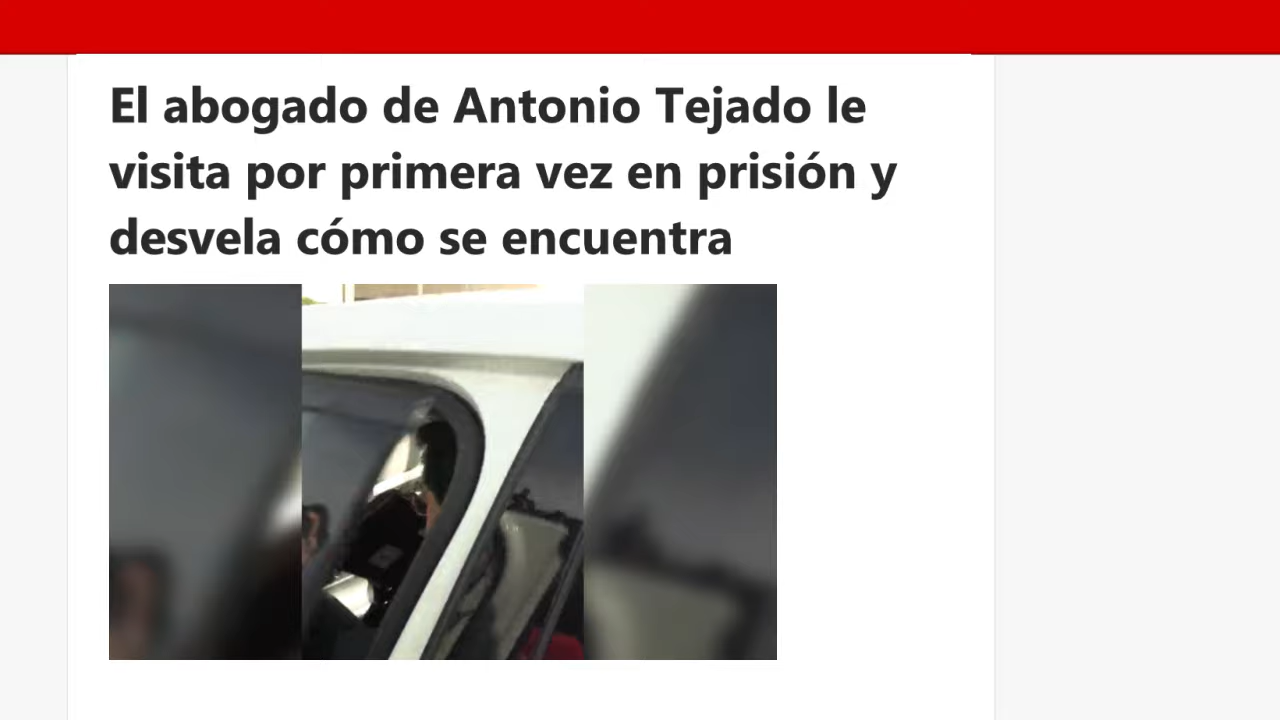 El abogado de Antonio Tejado le
visita por primera vez en prisión y
desvela cómo se encuentra